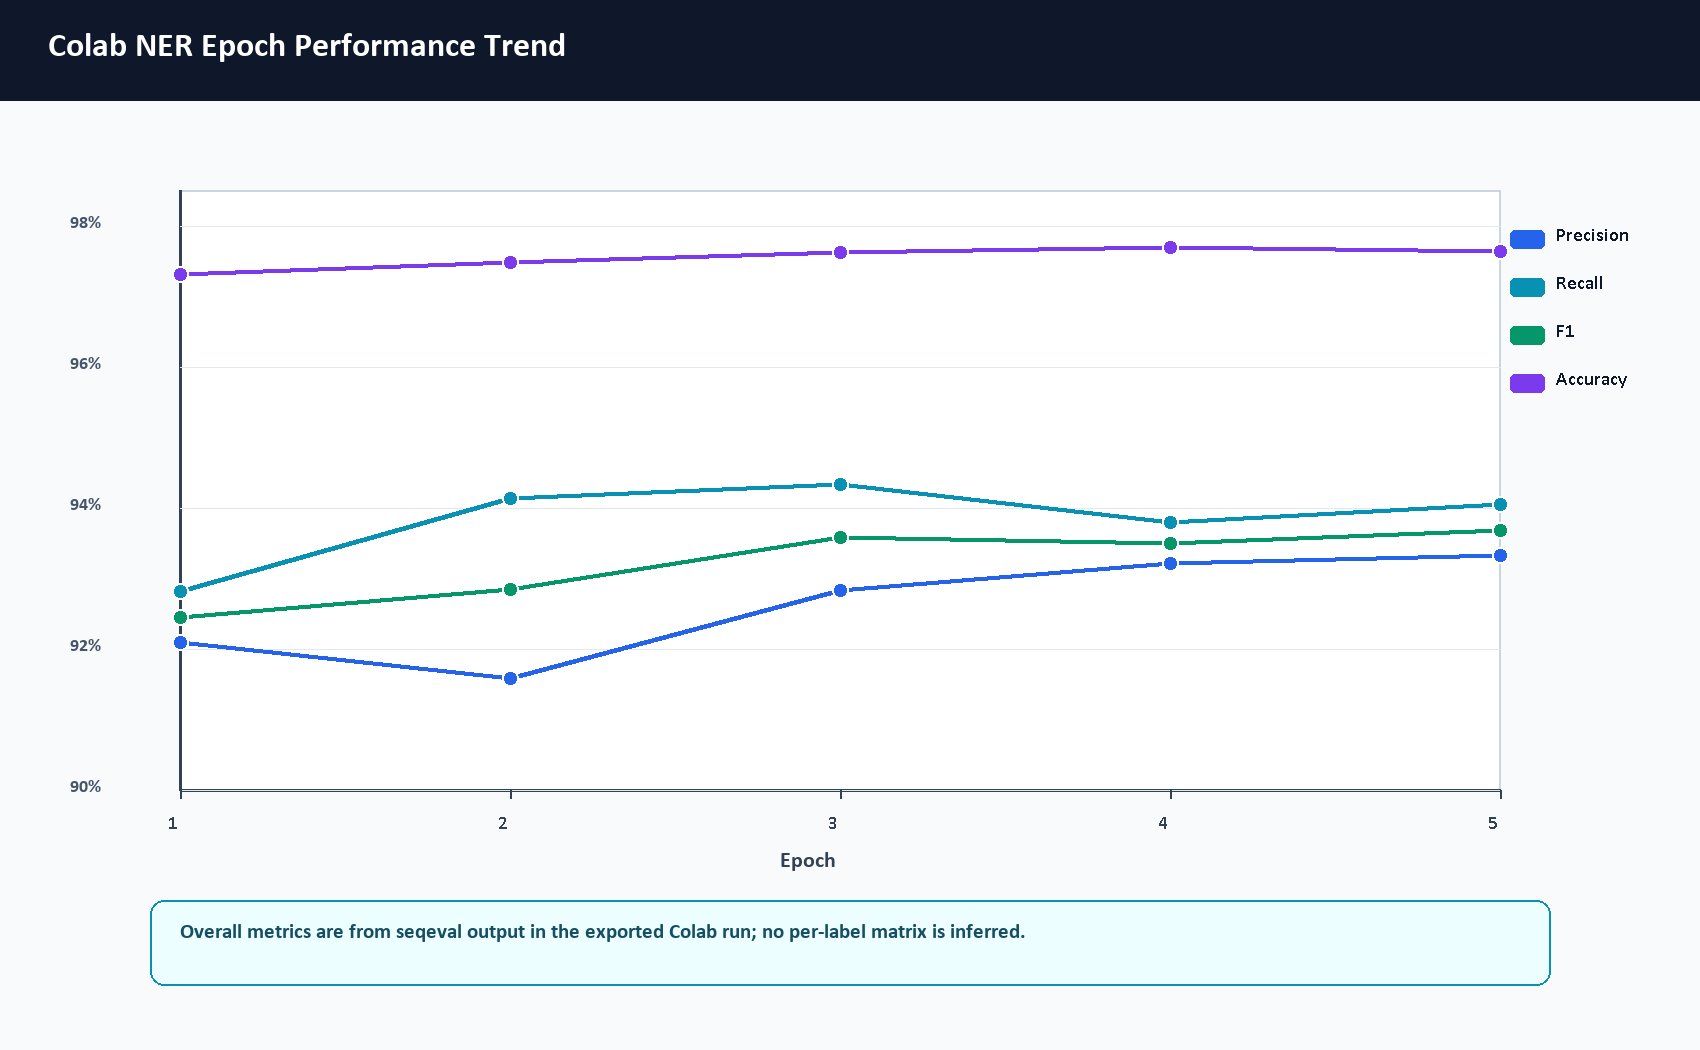 Colab NER Epoch Performance Trend
98%
96%
94%
92%
90%
Precision
Recall
F1
Accuracy
1 2 3 4 5
Epoch
Overall metrics are from seqeval output in the exported Colab run; no per-label matrix is inferred.